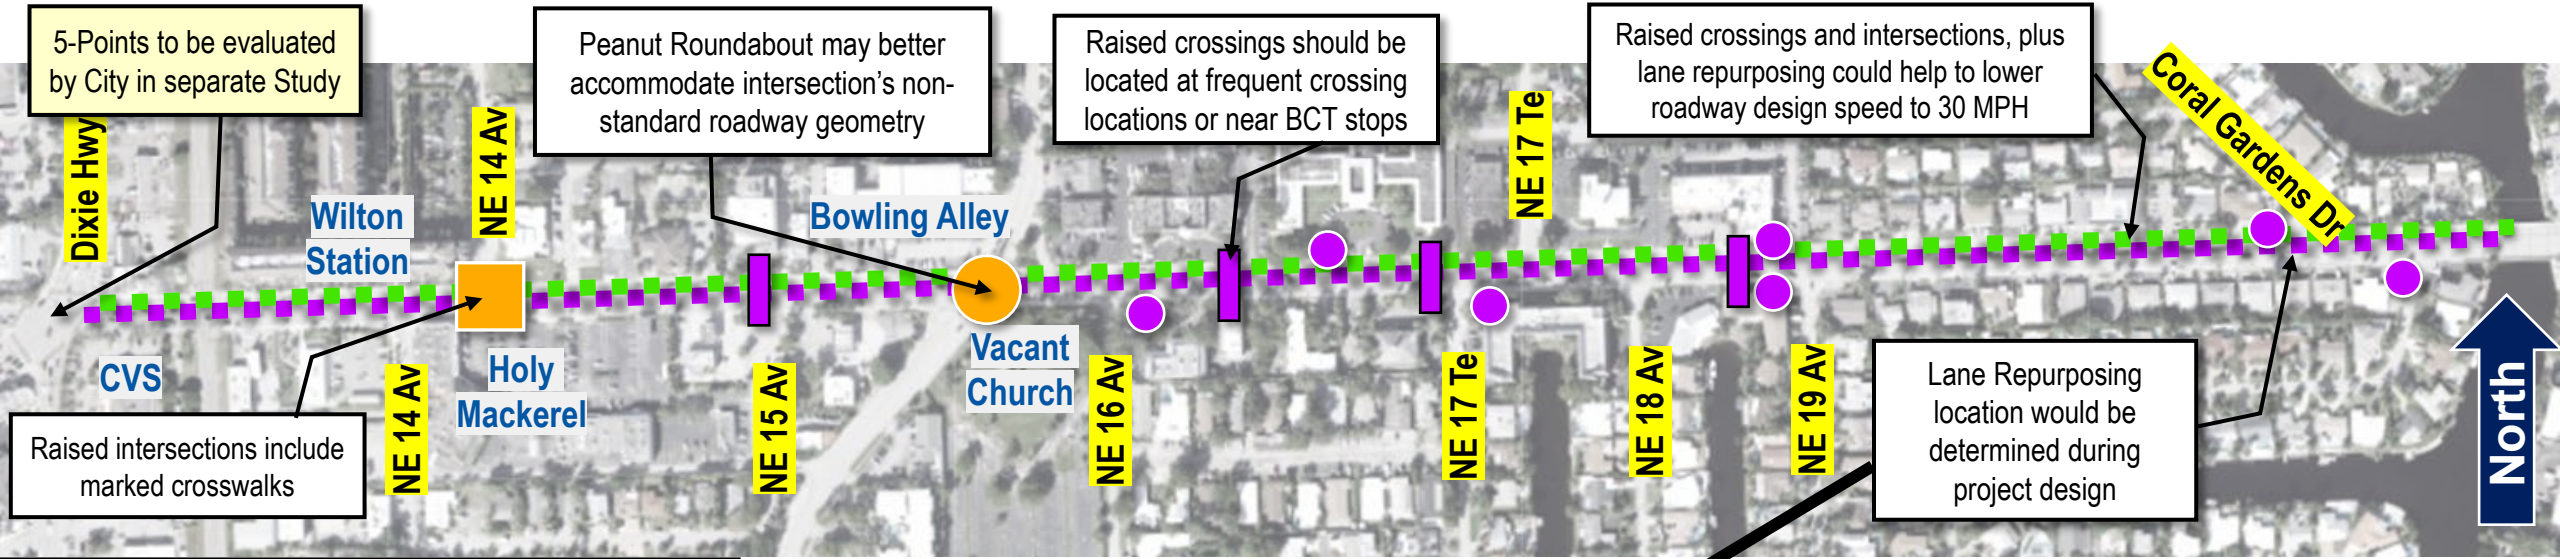 5-Points to be evaluated
by City in separate Study
Peanut Roundabout may better
accommodate intersection's non-
standard roadway geometry
Raised crossings should be
located at frequent crossing
locations or near BCT stops
Raised crossings and intersections, plus
lane repurposing could help to lower
roadway design speed to 30 MPH
Dixie Hwy
NE 14 Av
NE 17 Te
Coral Gardens Dr
Wilton
Station
Bowling Alley
CVS
Holy
Mackerel
Vacant
Church
NE 14 Av
NE 15 Av
NE 16 Av
NE 17 Te
NE 18 Av
NE 19 Av
Raised intersections include
marked crosswalks
Lane Repurposing
location would be
determined during
project design
North